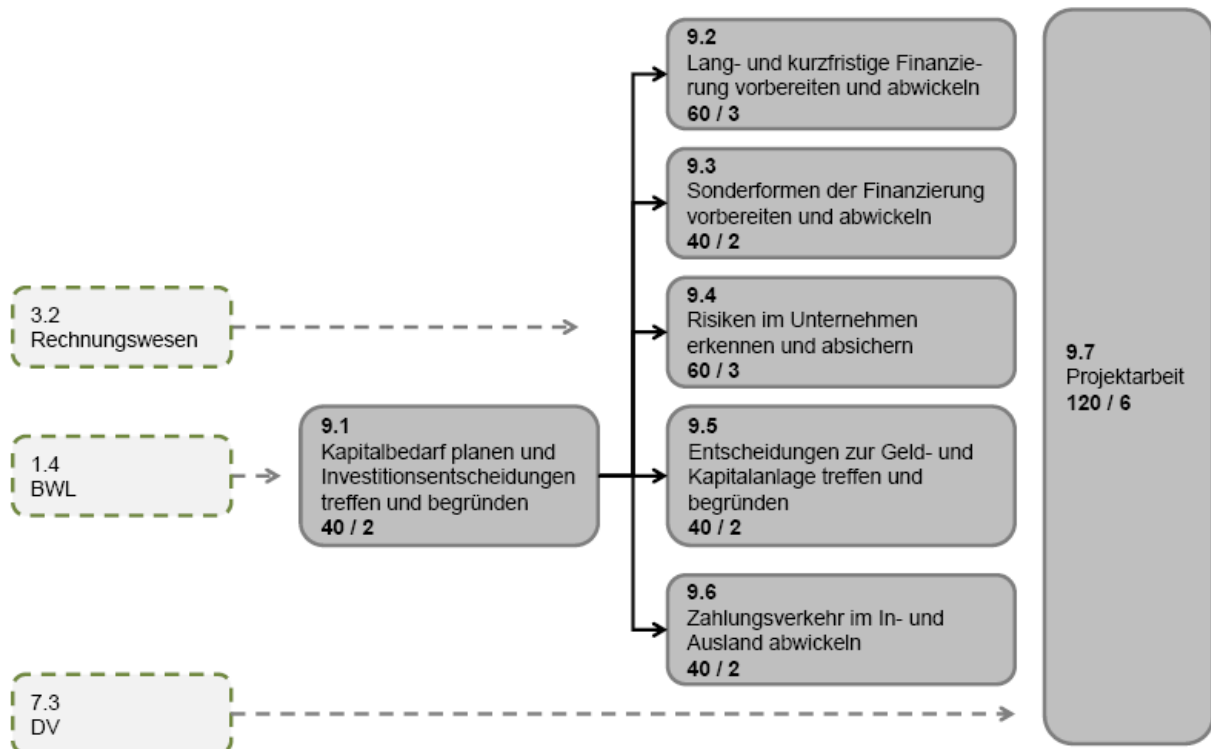 9.2
Lang- und kurzfristige Finanzie-
rung vorbereiten und abwickeln
60 / 3
9.3
Sonderformen der Finanzierung
vorbereiten und abwickeln
40 / 2
3.2
Rechnungswesen
9.4
Risiken im Unternehmen
erkennen und absichern
60 / 3
9.7
Projektarbeit
120 / 6
1.4
BWL
9.1
Kapitalbedarf planen und
Investitionsentscheidungen
treffen und begründen
40 / 2
9.5
Entscheidungen zur Geld- und
Kapitalanlage treffen und
begründen
40 / 2
9.6
Zahlungsverkehr im In- und
Ausland abwickeln
40 / 2
7.3
DV